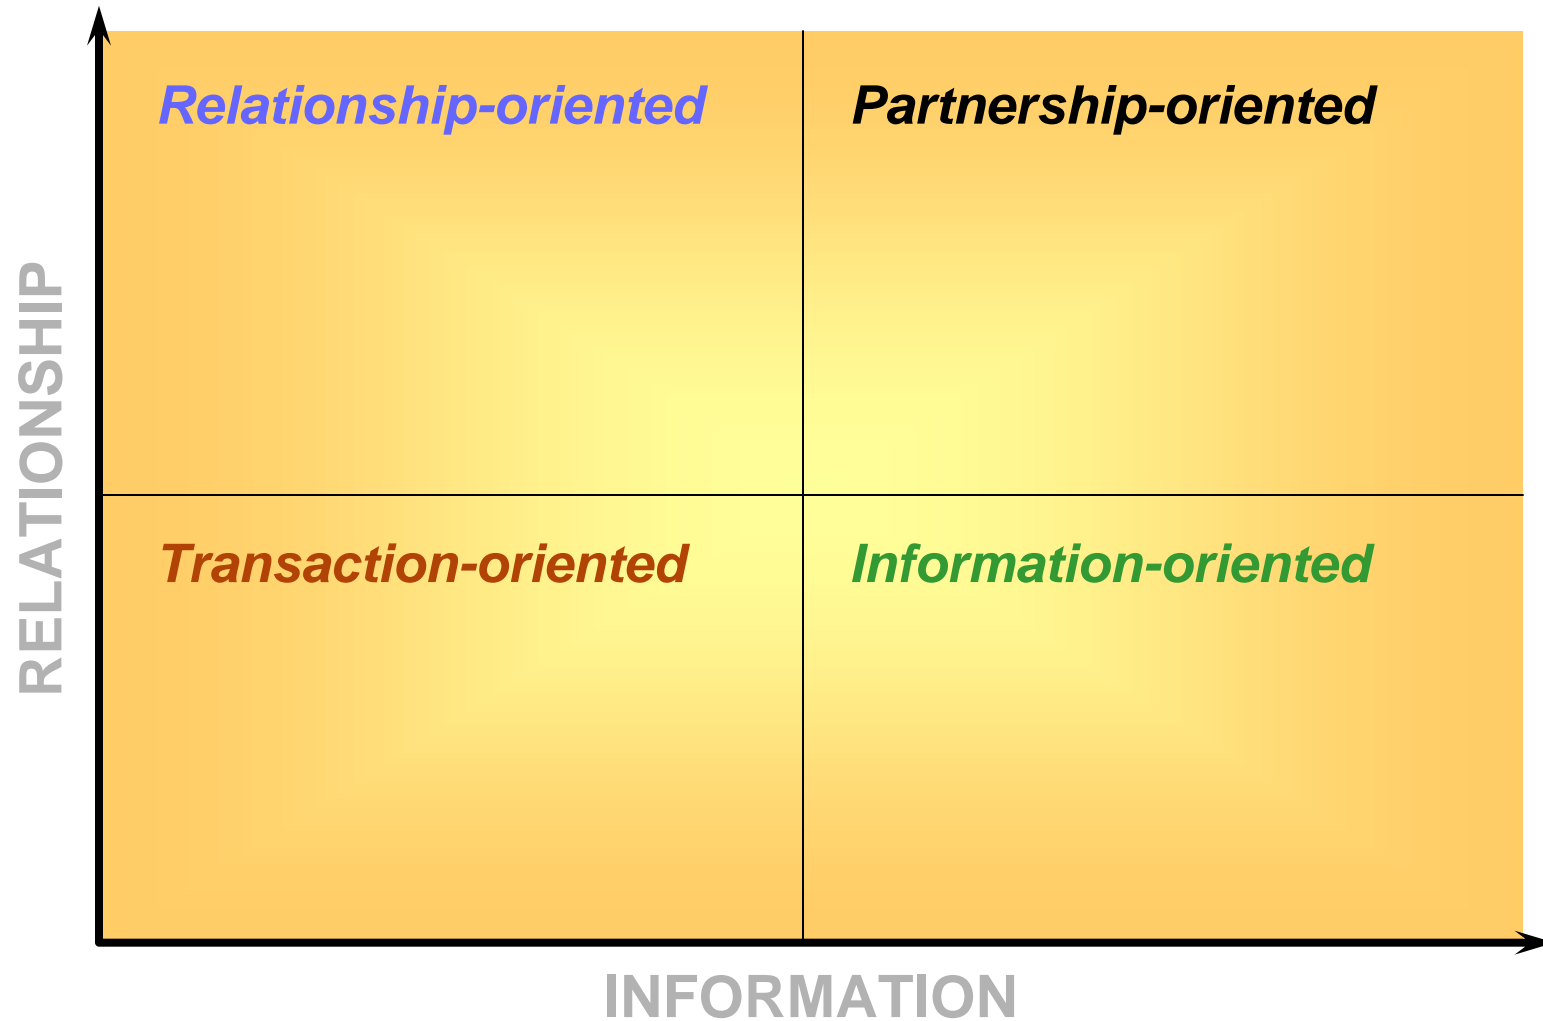 Relationship-oriented
Partnership-oriented
RELATIONSHIP
Transaction-oriented
Information-oriented
INFORMATION